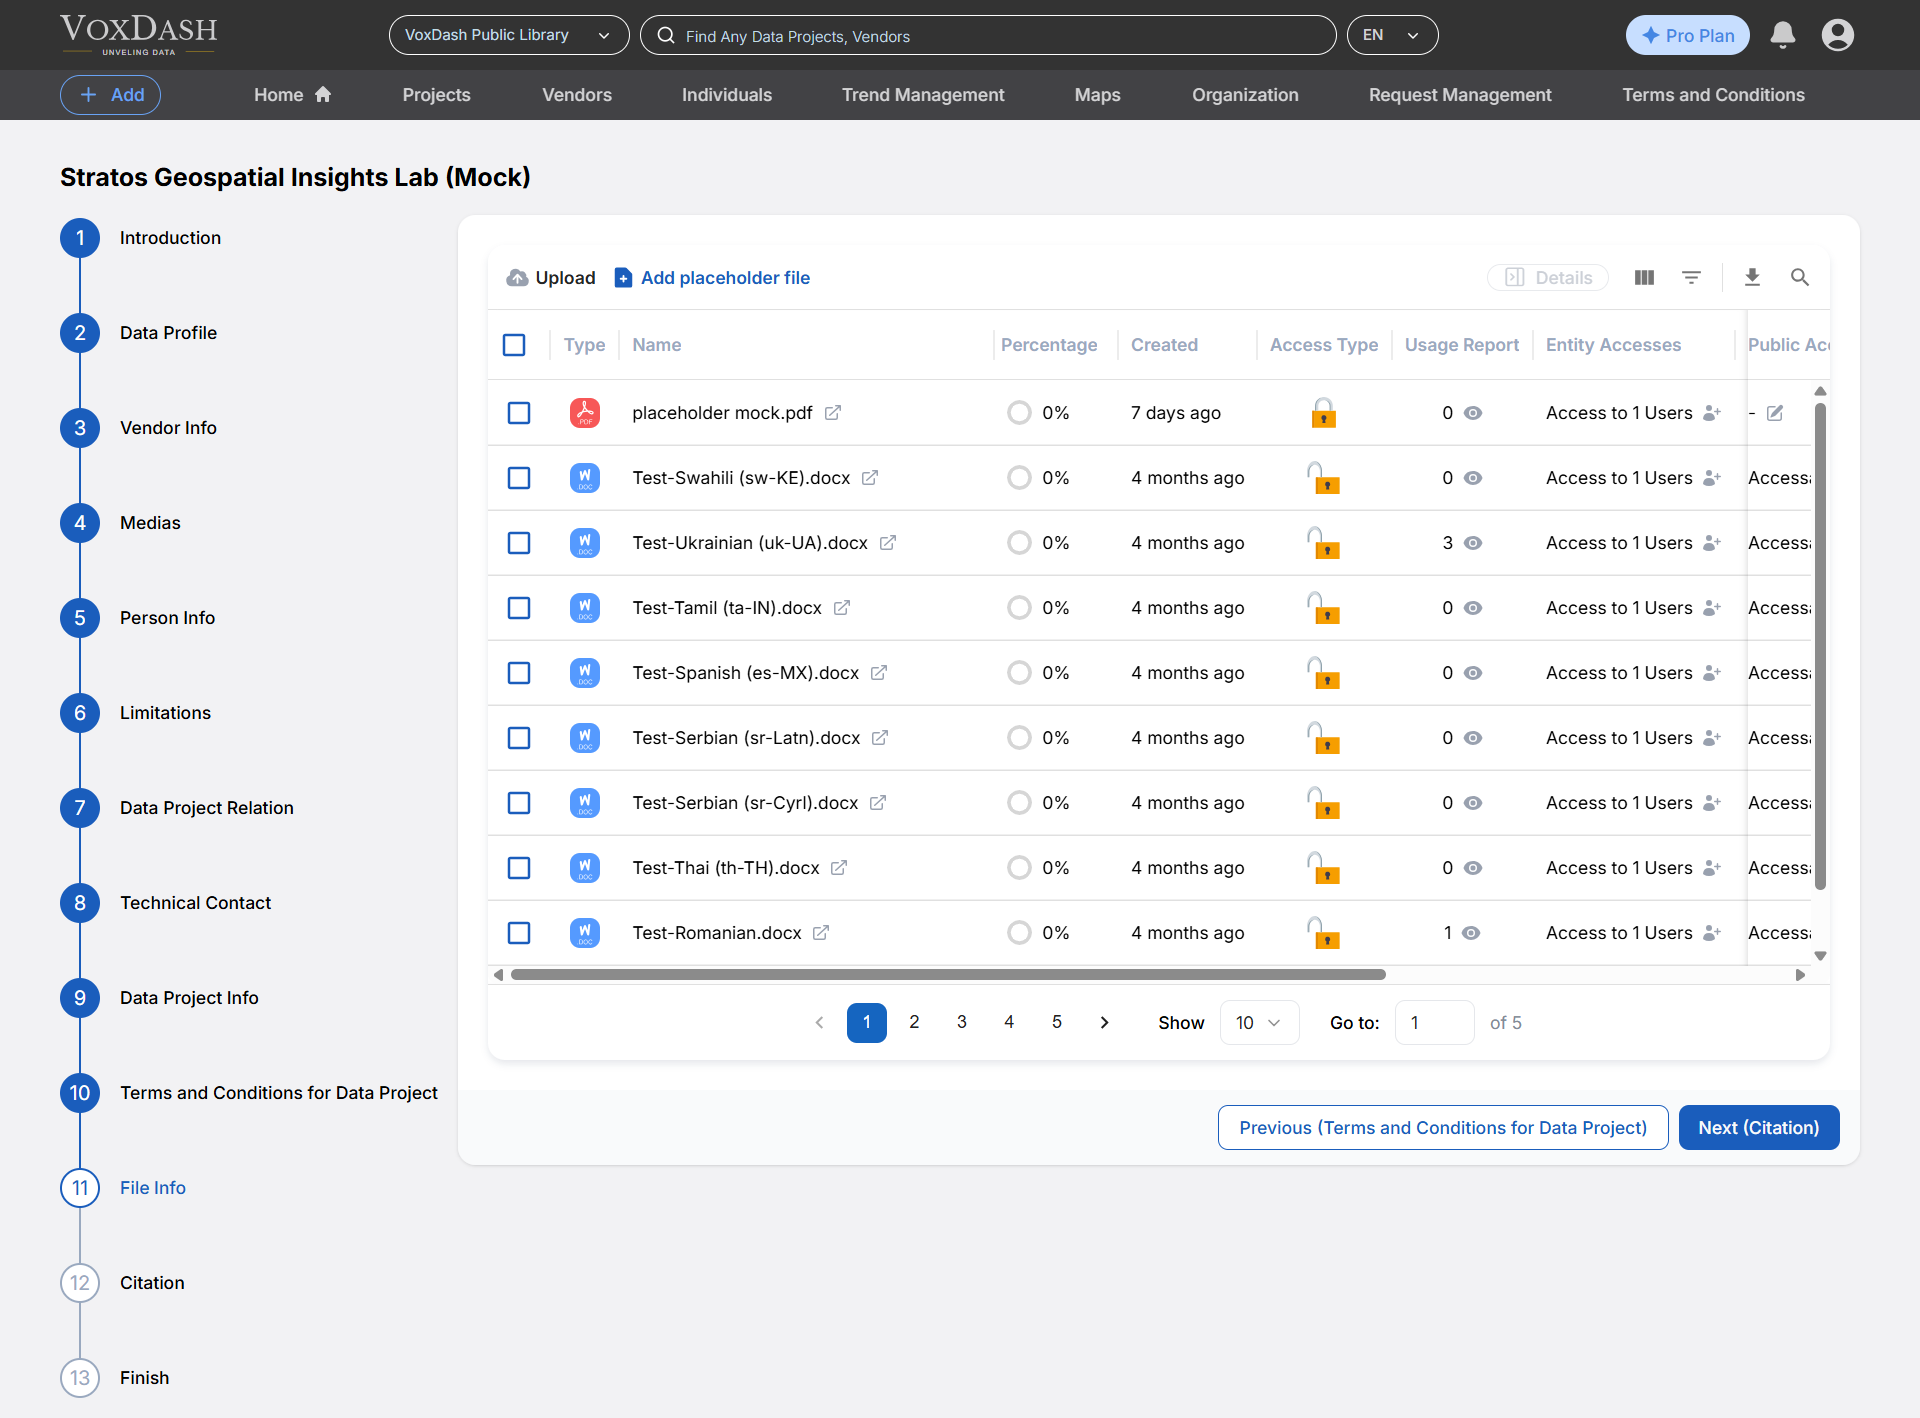 VOXDASH
UNVELING DATA
VoxDash Public Library
Find Any Data Projects, Vendors
EN
Pro Plan
Add
Home
Projects
Vendors
Individuals
Trend Management
Maps
Organization
Request Management
Terms and Conditions
Stratos Geospatial Insights Lab (Mock)
1 Introduction
2 Data Profile
3 Vendor Info
4 Medias
5 Person Info
6 Limitations
7 Data Project Relation
8 Technical Contact
9 Data Project Info
10 Terms and Conditions for Data Project
11 File Info
12 Citation
13 Finish
Upload Add placeholder file Details
Type Name Percentage Created Access Type Usage Report Entity Accesses Public Acc
PDF placeholder mock.pdf 0% 7 days ago 0 Access to 1 Users -
W DOC Test-Swahili (sw-KE).docx 0% 4 months ago 0 Access to 1 Users Access
W DOC Test-Ukrainian (uk-UA).docx 0% 4 months ago 3 Access to 1 Users Access
W DOC Test-Tamil (ta-IN).docx 0% 4 months ago 0 Access to 1 Users Access
W DOC Test-Spanish (es-MX).docx 0% 4 months ago 0 Access to 1 Users Access
W DOC Test-Serbian (sr-Latn).docx 0% 4 months ago 0 Access to 1 Users Access
W DOC Test-Serbian (sr-Cyrl).docx 0% 4 months ago 0 Access to 1 Users Access
W DOC Test-Thai (th-TH).docx 0% 4 months ago 0 Access to 1 Users Access
W DOC Test-Romanian.docx 0% 4 months ago 1 Access to 1 Users Access
1 2 3 4 5 Show 10 Go to: 1 of 5
Previous (Terms and Conditions for Data Project) Next (Citation)